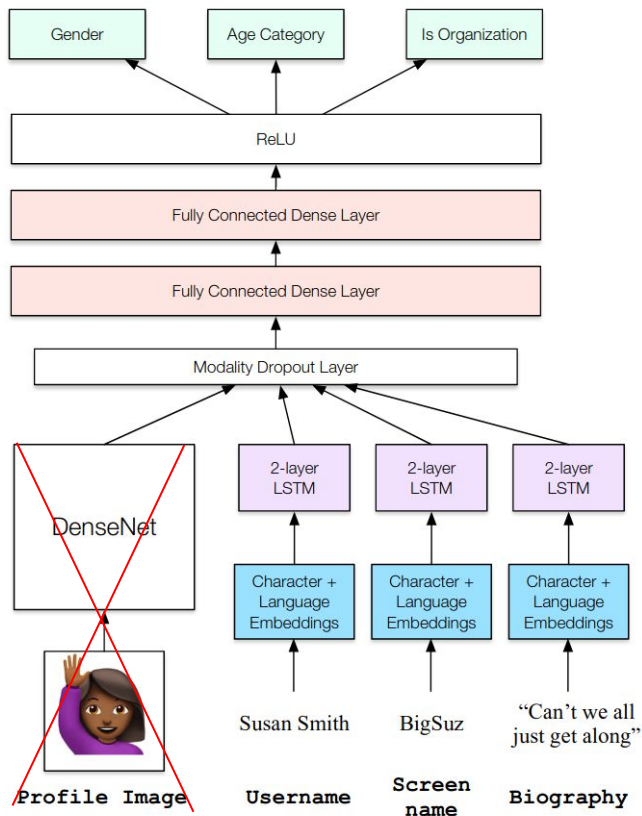 Gender
Age Category
Is Organization
ReLU
Fully Connected Dense Layer
Fully Connected Dense Layer
Modality Dropout Layer
DenseNet
2-layer
LSTM
2-layer
LSTM
2-layer
LSTM
Character +
Language
Embeddings
Character +
Language
Embeddings
Character +
Language
Embeddings
Susan Smith
BigSuz
“Can’t we all
just get along”
Profile Image
Username
Screen
name
Biography